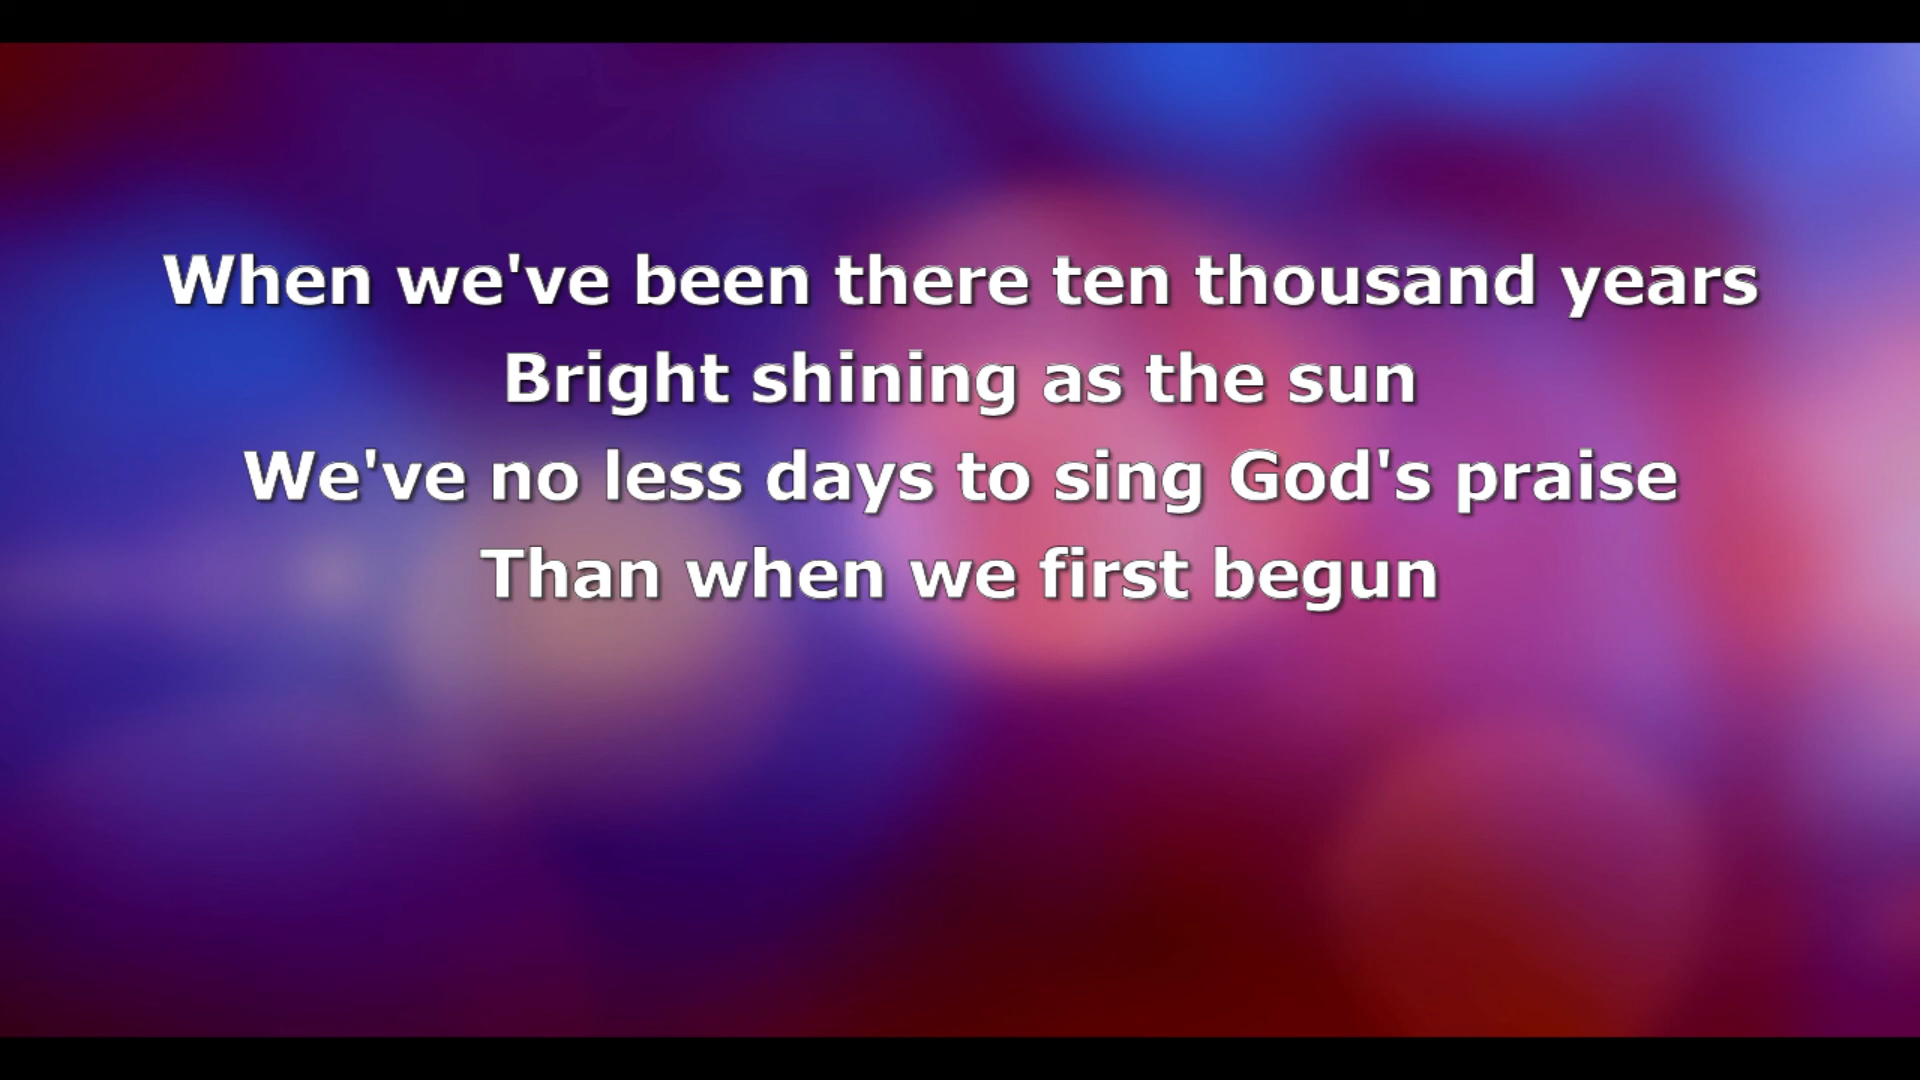 When we've been there ten thousand years
Bright shining as the sun
We've no less days to sing God's praise
Than when we first begun